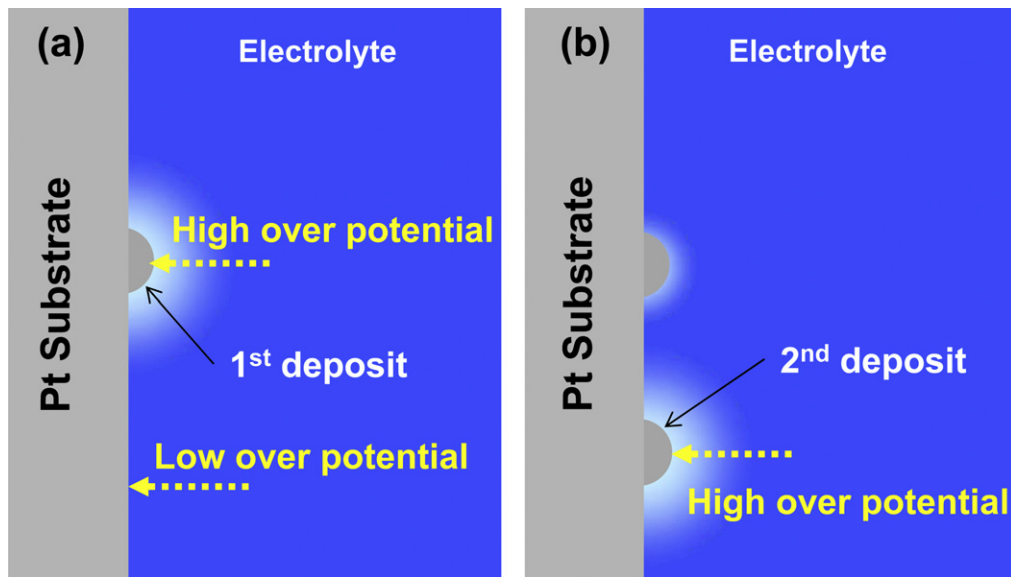 (a)
Electrolyte
Pt Substrate
High over potential
1st deposit
Low over potential
(b)
Electrolyte
Pt Substrate
2nd deposit
High over potential